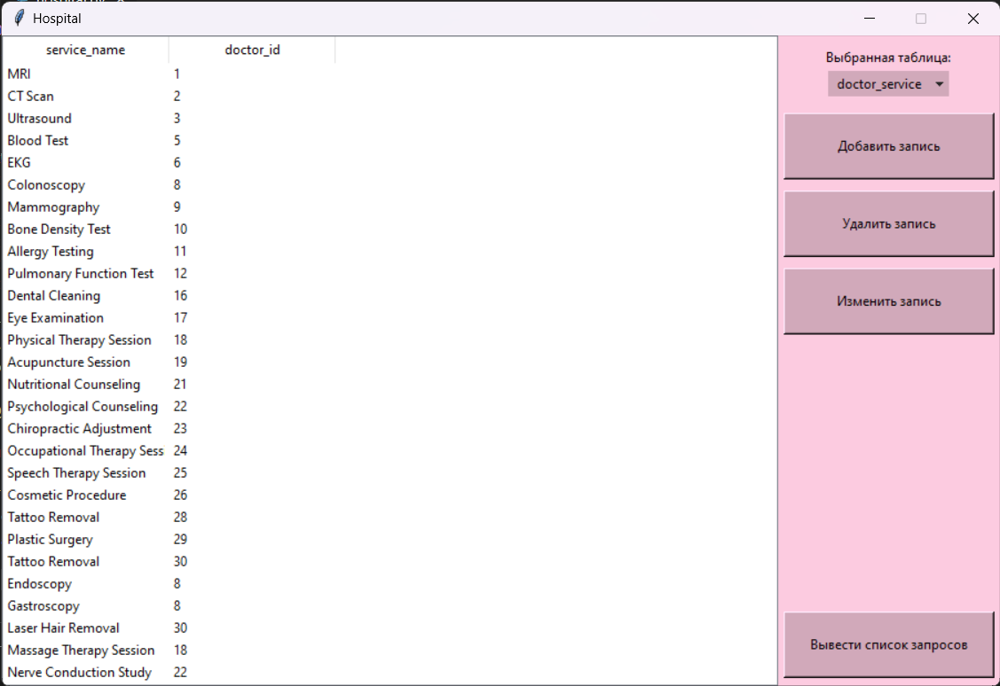 Hospital
service_name doctor_id
MRI 1
CT Scan 2
Ultrasound 3
Blood Test 5
EKG 6
Colonoscopy 8
Mammography 9
Bone Density Test 10
Allergy Testing 11
Pulmonary Function Test 12
Dental Cleaning 16
Eye Examination 17
Physical Therapy Session 18
Acupuncture Session 19
Nutritional Counseling 21
Psychological Counseling 22
Chiropractic Adjustment 23
Occupational Therapy Sess 24
Speech Therapy Session 25
Cosmetic Procedure 26
Tattoo Removal 28
Plastic Surgery 29
Tattoo Removal 30
Endoscopy 8
Gastroscopy 8
Laser Hair Removal 30
Massage Therapy Session 18
Nerve Conduction Study 22
Выбранная таблица:
doctor_service
Добавить запись
Удалить запись
Изменить запись
Вывести список запросов